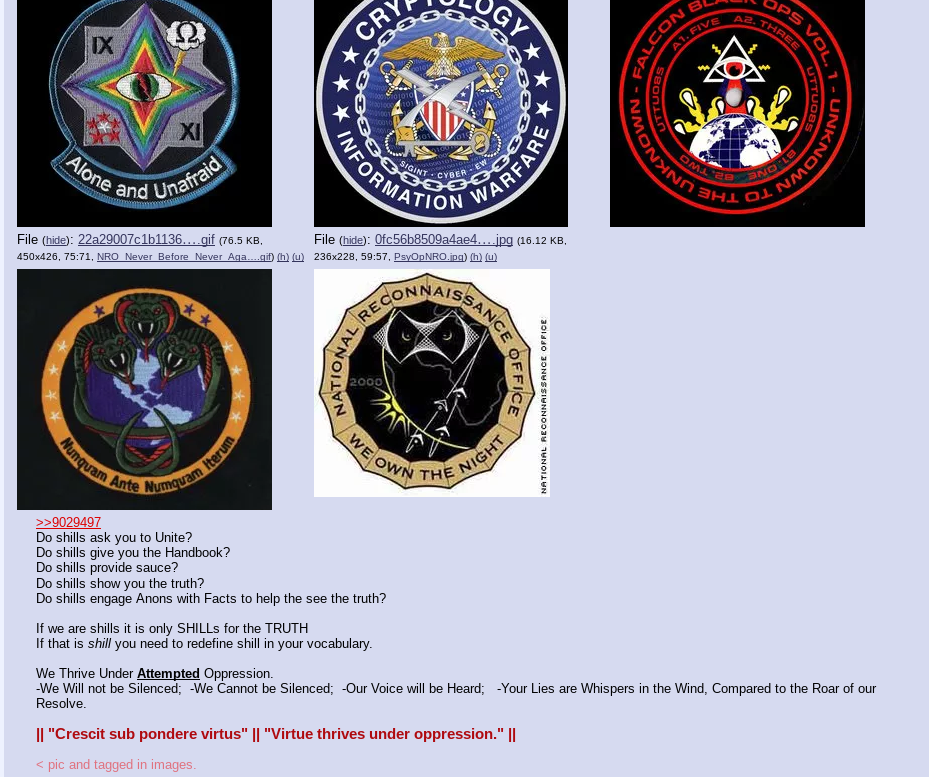 IX
Ω
XI
Alone and Unafraid
CRYPTOLOGY
SIGINT - CYBER - EW
INFORMATION WARFARE
UNKNOWN - FALCON BLACK OPS VOL. 1 - UNKNOWN TO THE UNKNOWN
A1. FIVE A2. THREE
UTTUOBS
UTTUOBS
B1. ONE B2. TWO
File (hide): 22a29007c1b1136….gif (76.5 KB,
450x426, 75:71, NRO_Never_Before_Never_Aga….gif) (h) (u)
File (hide): 0fc56b8509a4ae4….jpg (16.12 KB,
236x228, 59:57, PsyOpNRO.jpg) (h) (u)
Numquam Ante Numquam Iterum
NATIONAL RECONNAISSANCE OFFICE
2000
WE OWN THE NIGHT
NATIONAL RECONNAISSANCE OFFICE
>>9029497
Do shills ask you to Unite?
Do shills give you the Handbook?
Do shills provide sauce?
Do shills show you the truth?
Do shills engage Anons with Facts to help the see the truth?
If we are shills it is only SHILLs for the TRUTH
If that is shill you need to redefine shill in your vocabulary.
We Thrive Under Attempted Oppression.
-We Will not be Silenced;  -We Cannot be Silenced;  -Our Voice will be Heard;   -Your Lies are Whispers in the Wind, Compared to the Roar of our
Resolve.
|| "Crescit sub pondere virtus" || "Virtue thrives under oppression." ||
< pic and tagged in images.